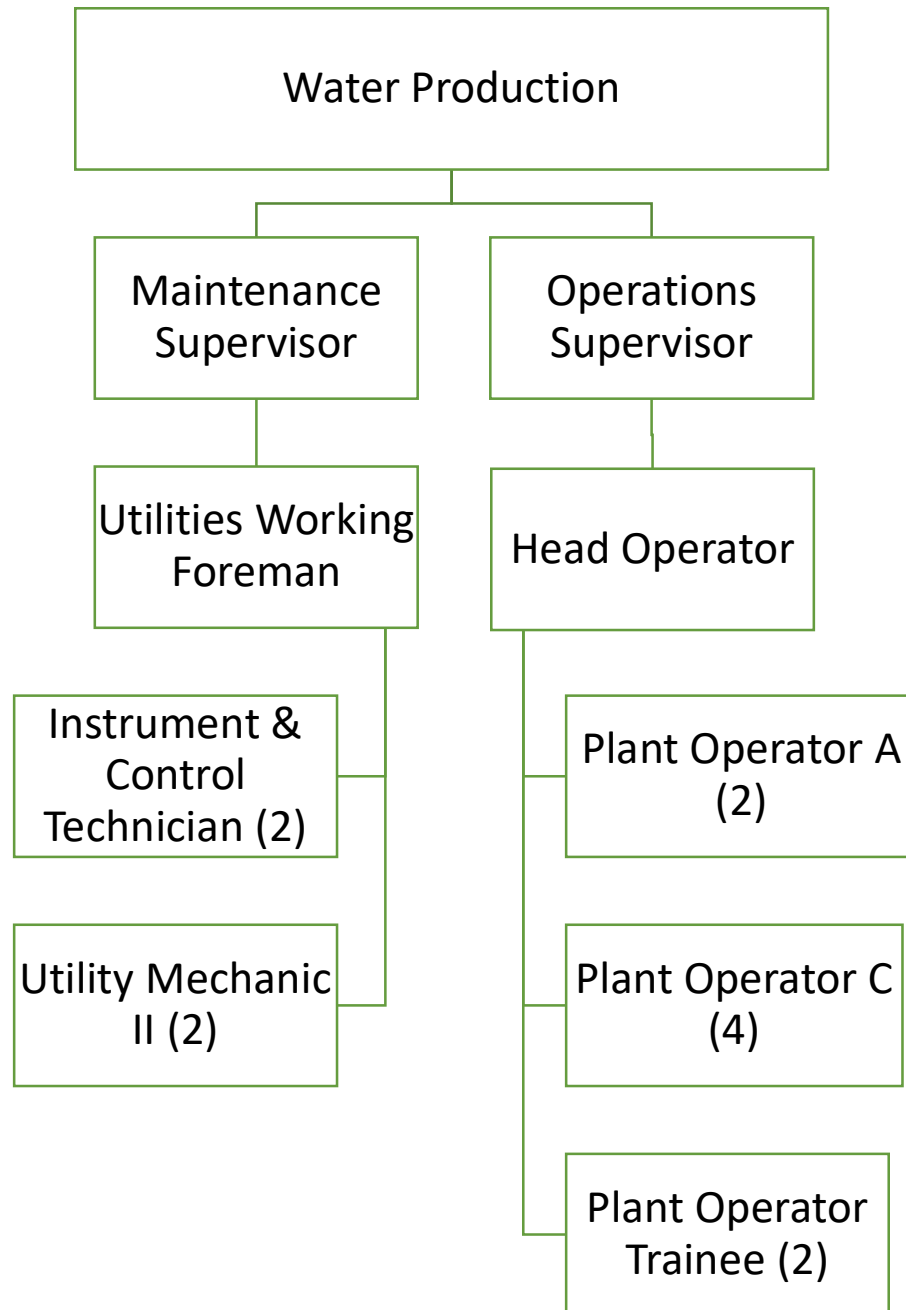 Water Production
Maintenance
Supervisor
Operations
Supervisor
Utilities Working
Foreman
Head Operator
Instrument &
Control
Technician (2)
Plant Operator A
(2)
Utility Mechanic
II (2)
Plant Operator C
(4)
Plant Operator
Trainee (2)